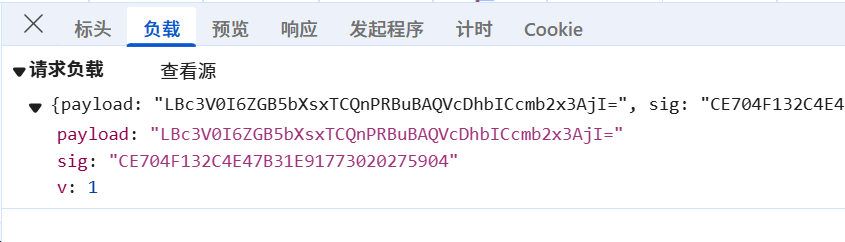 标头 负载 预览 响应 发起程序 计时 Cookie
请求负载 查看源
{payload: "LBc3V0I6ZGB5bXsxTCQnPRBuBAQVcDhbICcmb2x3AjI=", sig: "CE704F132C4E4
payload: "LBc3V0I6ZGB5bXsxTCQnPRBuBAQVcDhbICcmb2x3AjI="
sig: "CE704F132C4E47B31E91773020275904"
v: 1